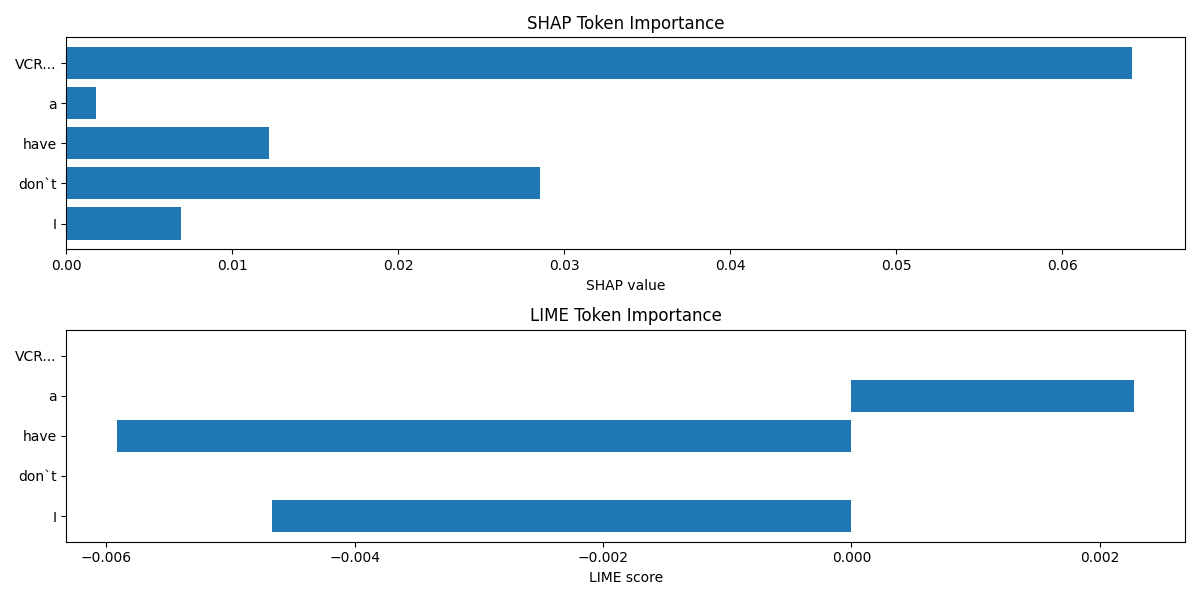 SHAP Token Importance
VCR...
a
have
don`t
I
0.00 0.01 0.02 0.03 0.04 0.05 0.06
SHAP value
LIME Token Importance
VCR...
a
have
don`t
I
−0.006 −0.004 −0.002 0.000 0.002
LIME score